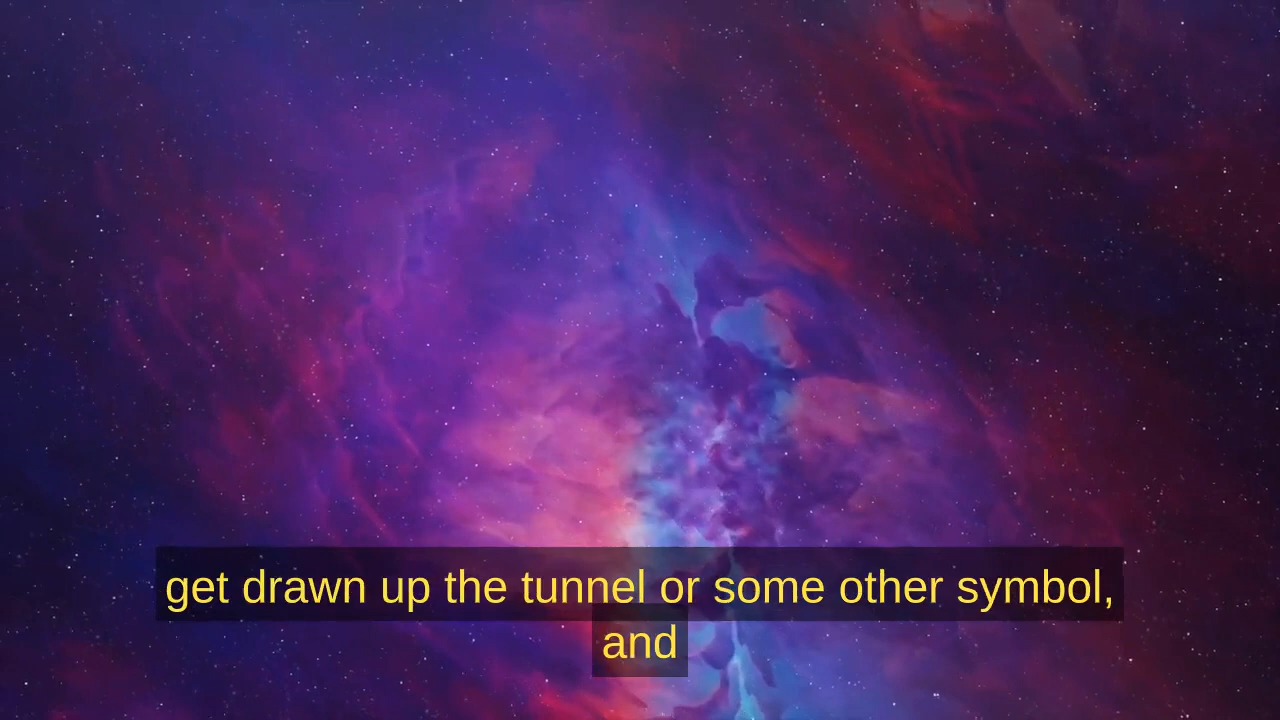 get drawn up the tunnel or some other symbol,
and